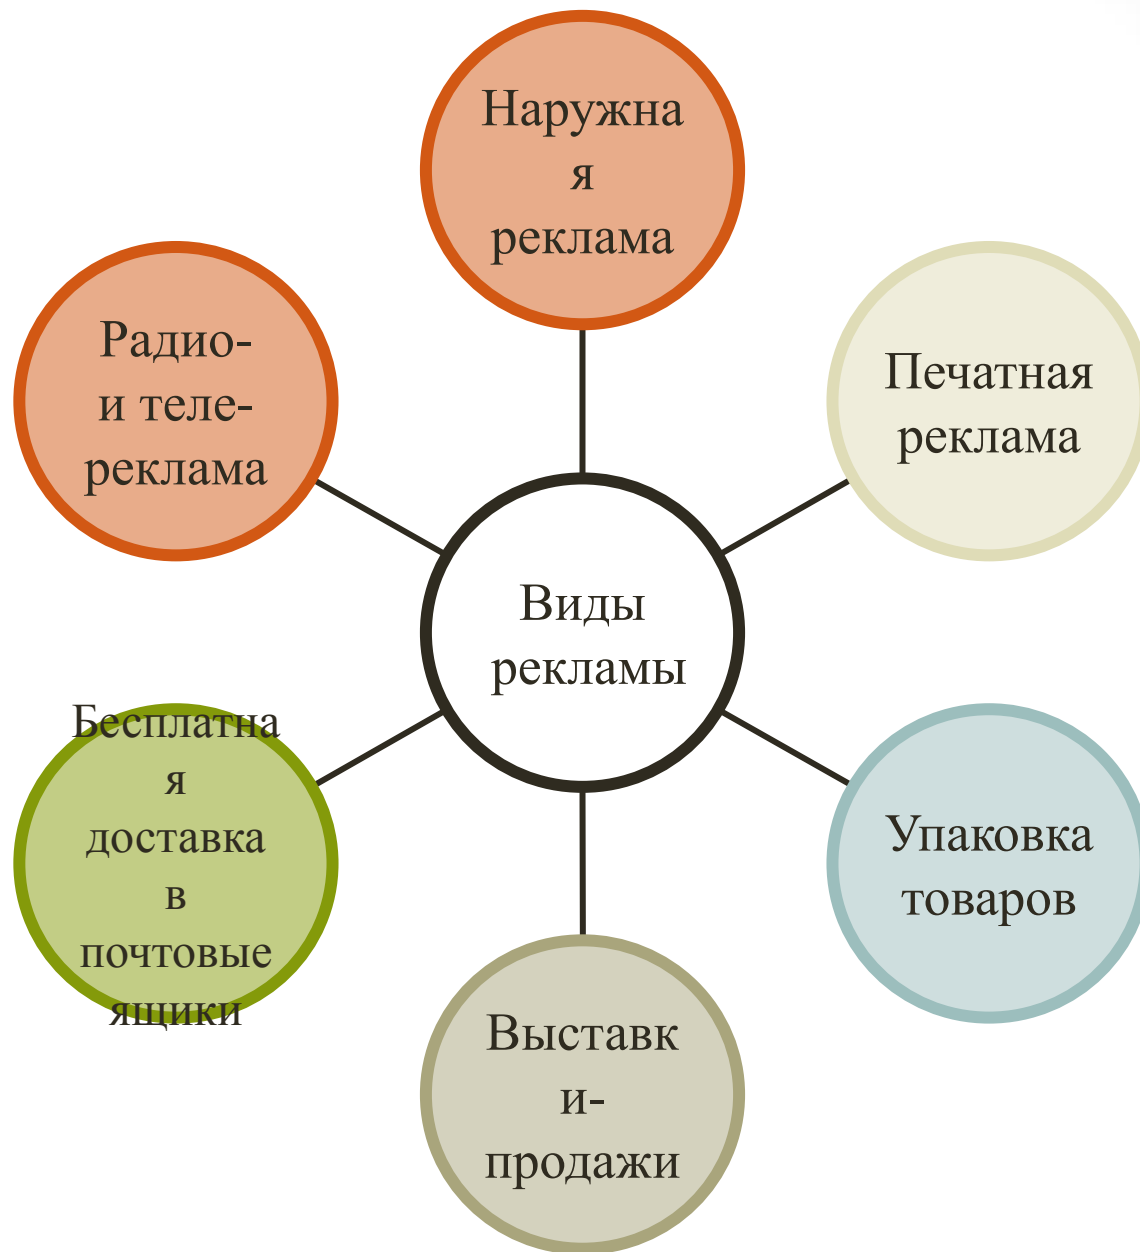 Наружна
я
реклама
Радио-
и теле-
реклама
Печатная
реклама
Виды
рекламы
Бесплатна
я
доставка
в
почтовые
ящики
Упаковка
товаров
Выставк
и-
продажи